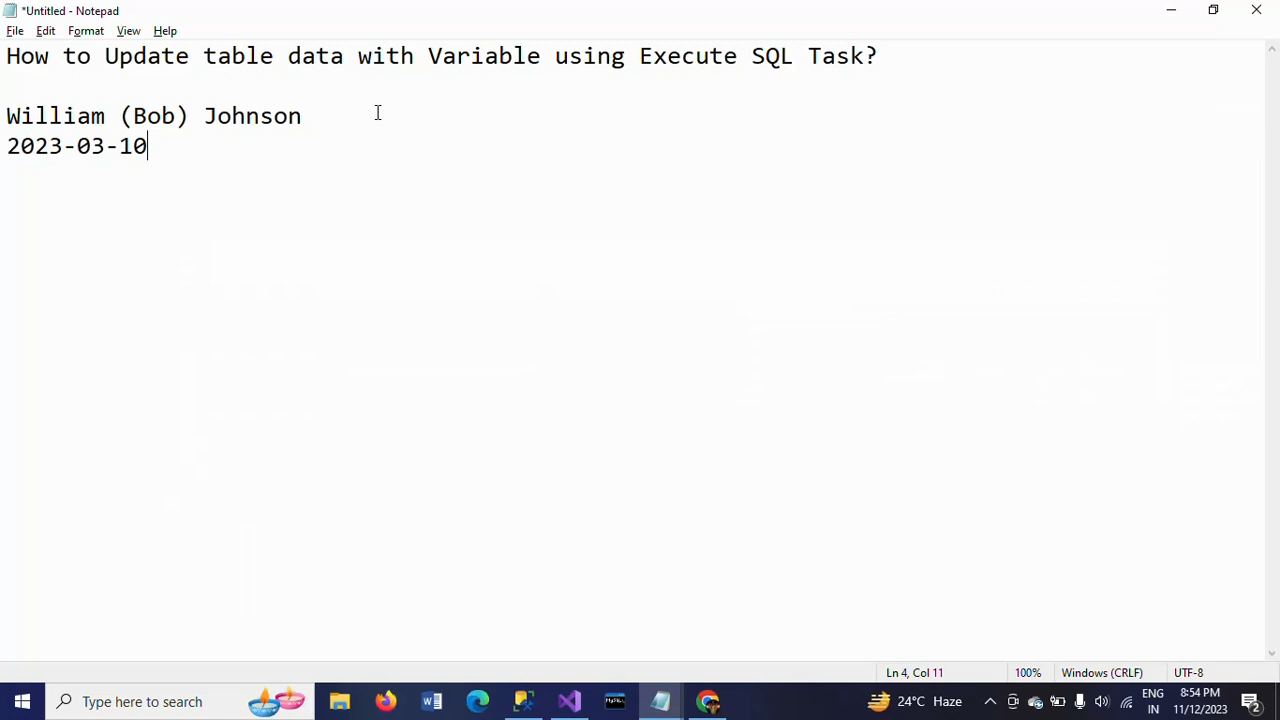 *Untitled - Notepad
File Edit Format View Help
How to Update table data with Variable using Execute SQL Task?
William (Bob) Johnson
2023-03-10
Ln 4, Col 11 100% Windows (CRLF) UTF-8
Type here to search
MySQL
24°C Haze
ENG
IN
8:54 PM
11/12/2023
2